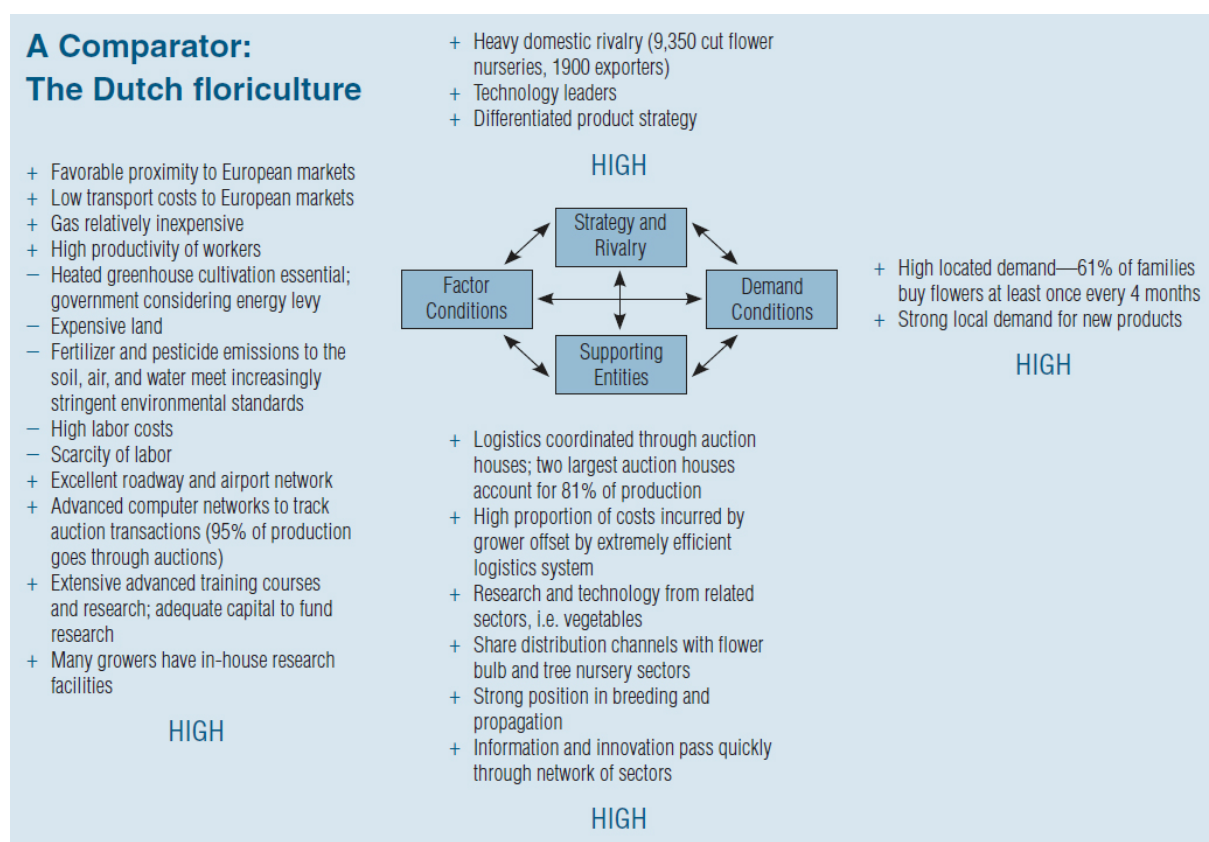 A Comparator:
The Dutch floriculture
+ Favorable proximity to European markets
+ Low transport costs to European markets
+ Gas relatively inexpensive
+ High productivity of workers
– Heated greenhouse cultivation essential;
government considering energy levy
– Expensive land
– Fertilizer and pesticide emissions to the
soil, air, and water meet increasingly
stringent environmental standards
– High labor costs
– Scarcity of labor
+ Excellent roadway and airport network
+ Advanced computer networks to track
auction transactions (95% of production
goes through auctions)
+ Extensive advanced training courses
and research; adequate capital to fund
research
+ Many growers have in-house research
facilities
HIGH
+ Heavy domestic rivalry (9,350 cut flower
nurseries, 1900 exporters)
+ Technology leaders
+ Differentiated product strategy
HIGH
Strategy and
Rivalry
Factor
Conditions
Demand
Conditions
Supporting
Entities
+ High located demand—61% of families
buy flowers at least once every 4 months
+ Strong local demand for new products
HIGH
+ Logistics coordinated through auction
houses; two largest auction houses
account for 81% of production
+ High proportion of costs incurred by
grower offset by extremely efficient
logistics system
+ Research and technology from related
sectors, i.e. vegetables
+ Share distribution channels with flower
bulb and tree nursery sectors
+ Strong position in breeding and
propagation
+ Information and innovation pass quickly
through network of sectors
HIGH